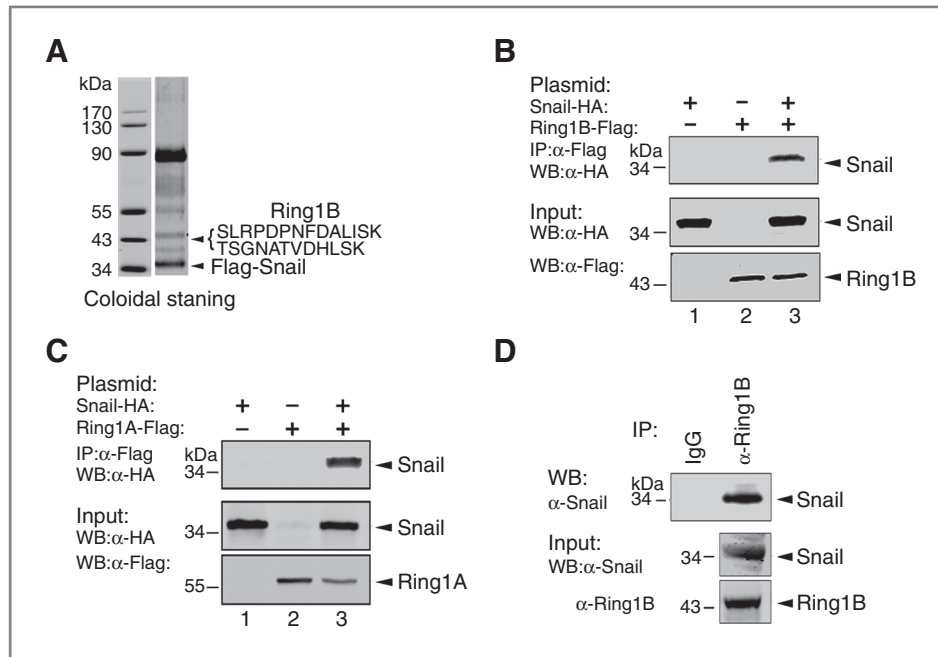 A
kDa
170
130
90
55
43
34
Ring1B
SLRPDPNFDALISK
TSGNATVDHLSK
Flag-Snail
Coloidal staning
B
Plasmid:
Snail-HA: + – +
Ring1B-Flag: – + +
IP:α-Flag kDa
WB:α-HA 34 Snail
Input:
WB:α-HA 34 Snail
WB:α-Flag: 43 Ring1B
1 2 3
C
Plasmid:
Snail-HA: + – +
Ring1A-Flag: – + +
IP:α-Flag kDa
WB:α-HA 34 Snail
Input:
WB:α-HA 34 Snail
WB:α-Flag: 55 Ring1A
1 2 3
D
IP: IgG α-Ring1B
WB: kDa
α-Snail 34 Snail
Input:
WB:α-Snail 34 Snail
α-Ring1B 43 Ring1B